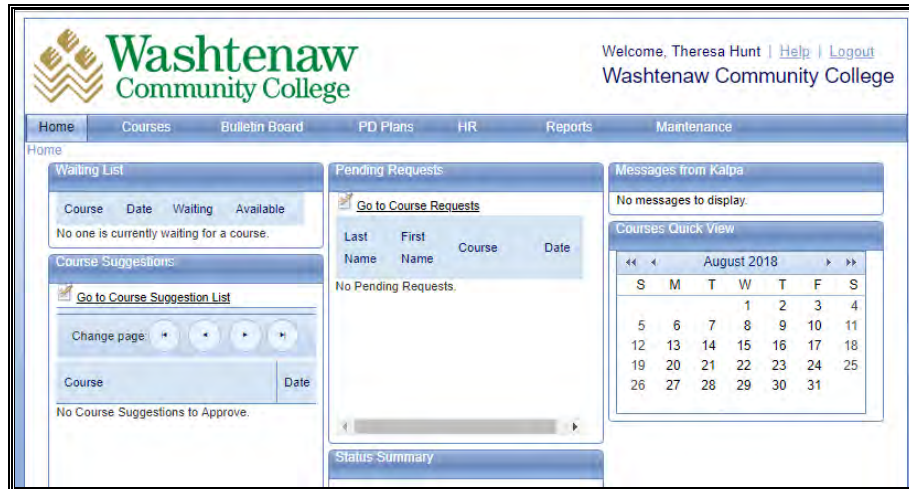 Washtenaw
Community College
Welcome, Theresa Hunt | Help | Logout
Washtenaw Community College
Home Courses Bulletin Board PD Plans HR Reports Maintenance
Home
Waiting List
Course Date Waiting Available
No one is currently waiting for a course.
Course Suggestions
Go to Course Suggestion List
Change page
Course Date
No Course Suggestions to Approve.
Pending Requests
Go to Course Requests
Last Name First Name Course Date
No Pending Requests.
Status Summary
Messages from Kalpa
No messages to display.
Courses Quick View
August 2018
S M T W T F S
1 2 3 4
5 6 7 8 9 10 11
12 13 14 15 16 17 18
19 20 21 22 23 24 25
26 27 28 29 30 31